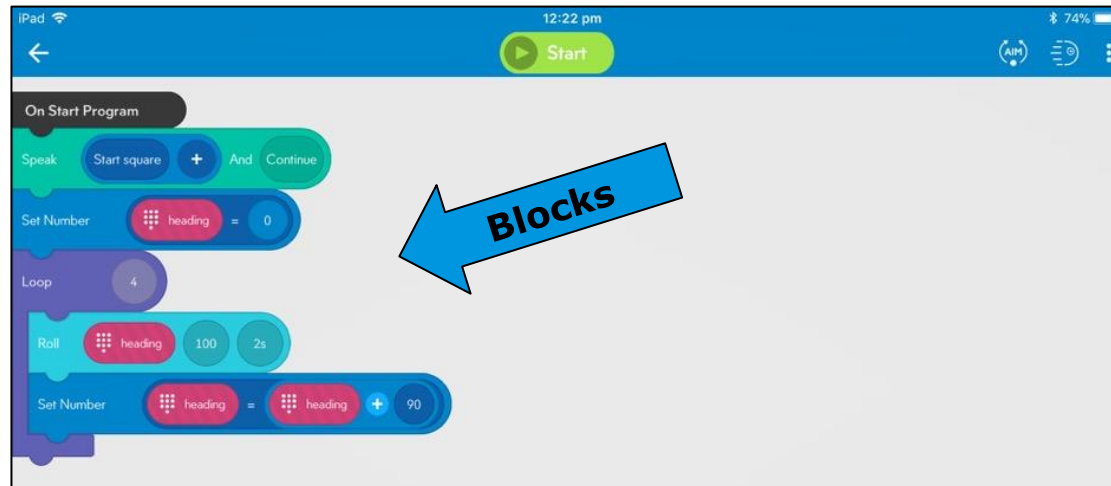 iPad 12:22 pm 74%
Start AIM
On Start Program
Speak Start square + And Continue
Set Number heading = 0
Blocks
Loop 4
Roll heading 100 2s
Set Number heading = heading + 90